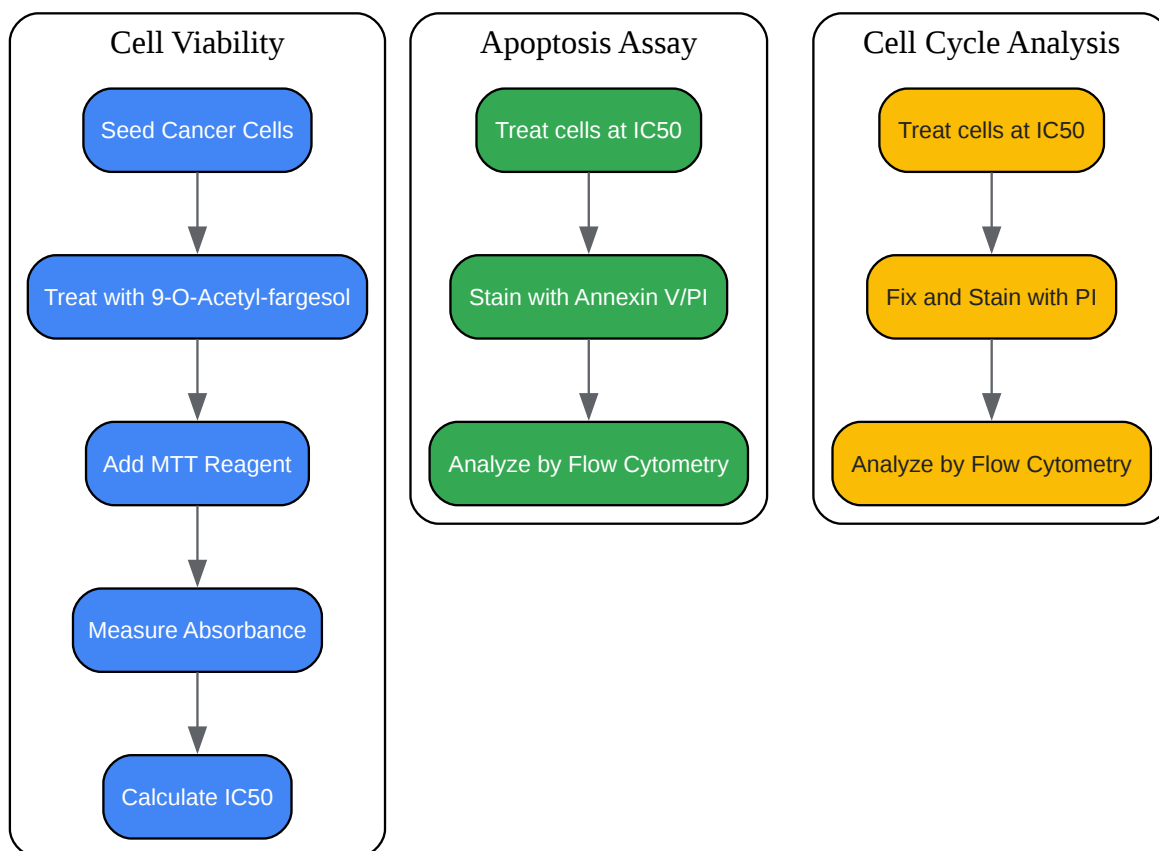 Cell Viability
Seed Cancer Cells
Treat with 9-O-Acetyl-fargesol
Add MTT Reagent
Measure Absorbance
Calculate IC50
Apoptosis Assay
Treat cells at IC50
Stain with Annexin V/PI
Analyze by Flow Cytometry
Cell Cycle Analysis
Treat cells at IC50
Fix and Stain with PI
Analyze by Flow Cytometry